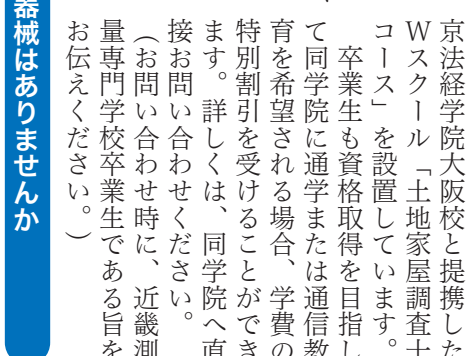 京法経学院大阪校と提携した
Wスクール「土地家屋調査士
コース」を設置しています。
卒業生も資格取得を目指し
て同学院に通学または通信教
育を希望される場合、学費の
特別割引を受けることができ
ます。詳しくは、同学院へ直
接お問い合わせください。
（お問い合わせ時に、近畿測
量専門学校卒業生である旨を
お伝えください。）
器械はありませんか